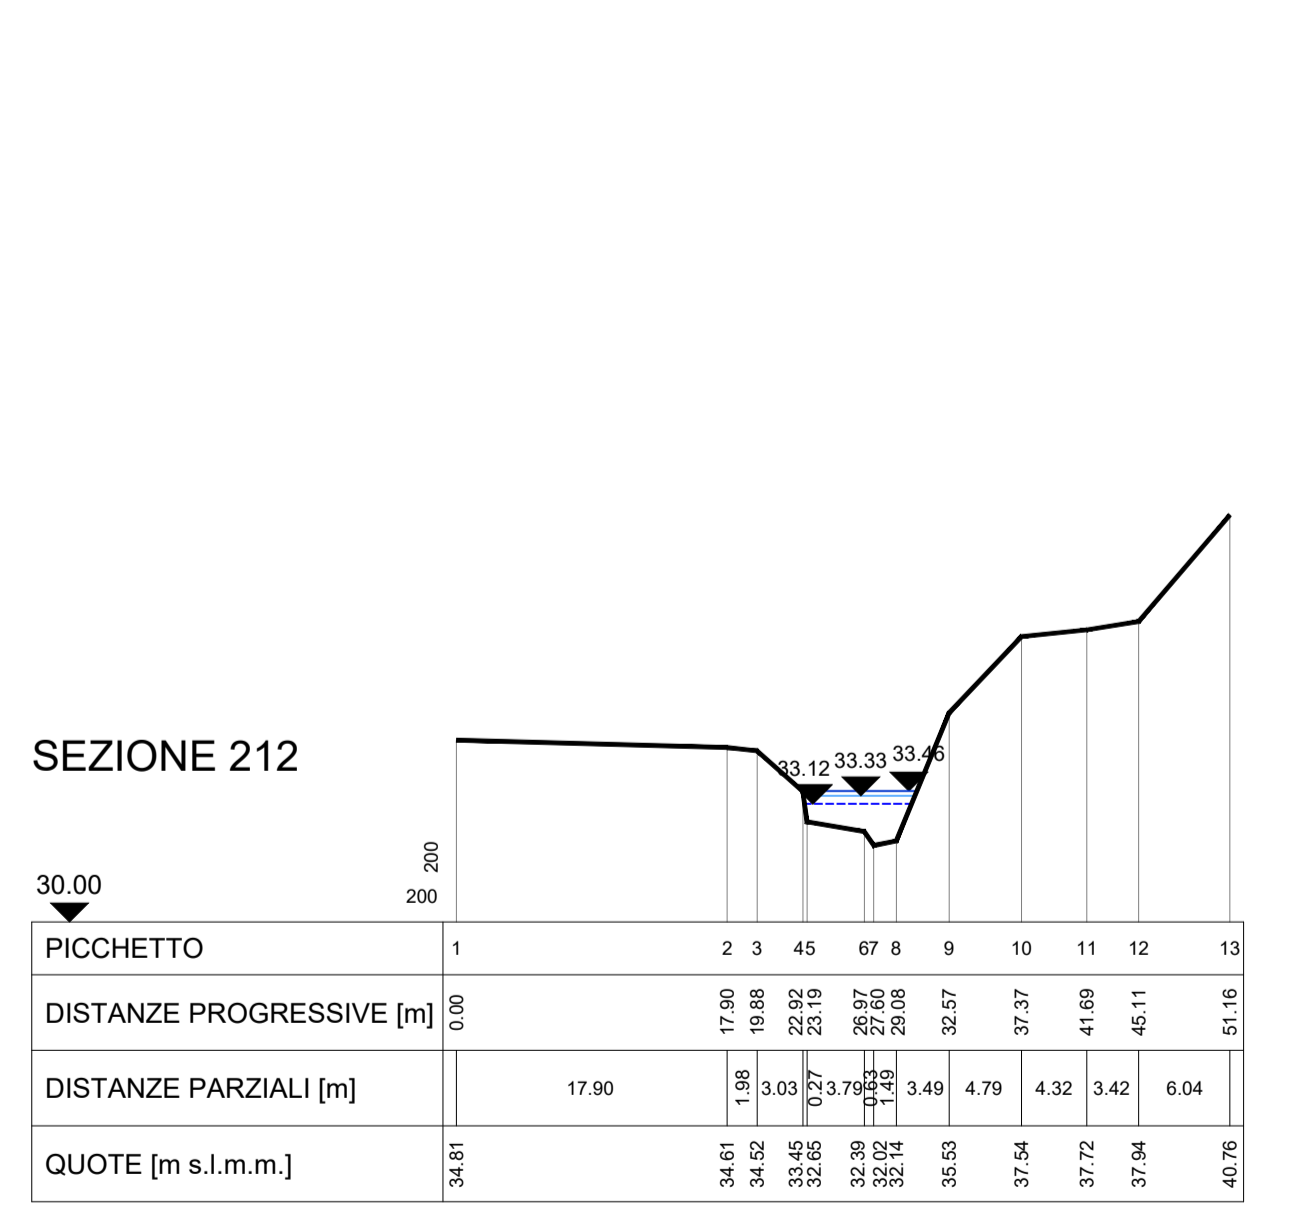 33.12 33.33 33.46
SEZIONE 212
200
200
30.00
PICCHETTO 1 2 3 4 5 6 7 8 9 10 11 12 13
DISTANZE PROGRESSIVE [m] 0.00 17.90 19.88 22.92 23.19 26.97 27.60 29.08 32.57 37.37 41.69 45.11 51.16
DISTANZE PARZIALI [m] 17.90 1.98 3.03 0.27 3.79 0.63 1.49 3.49 4.79 4.32 3.42 6.04
QUOTE [m s.l.m.m.] 34.81 34.61 34.52 33.45 32.65 32.39 32.02 32.14 35.53 37.54 37.72 37.94 40.76